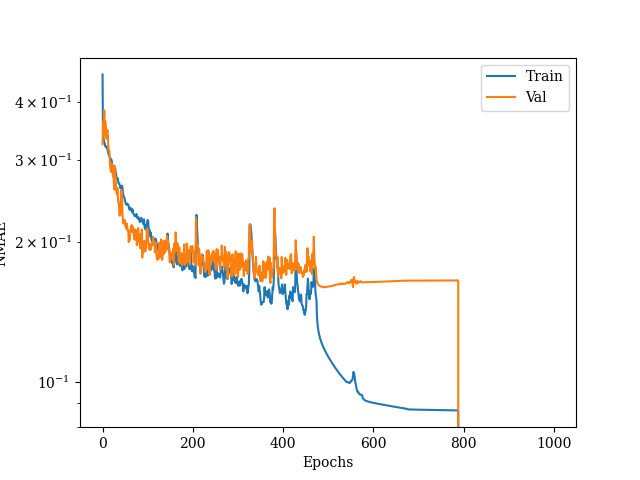 Train
Val
4 × 10⁻¹
3 × 10⁻¹
2 × 10⁻¹
10⁻¹
NMAE
0 200 400 600 800 1000
Epochs